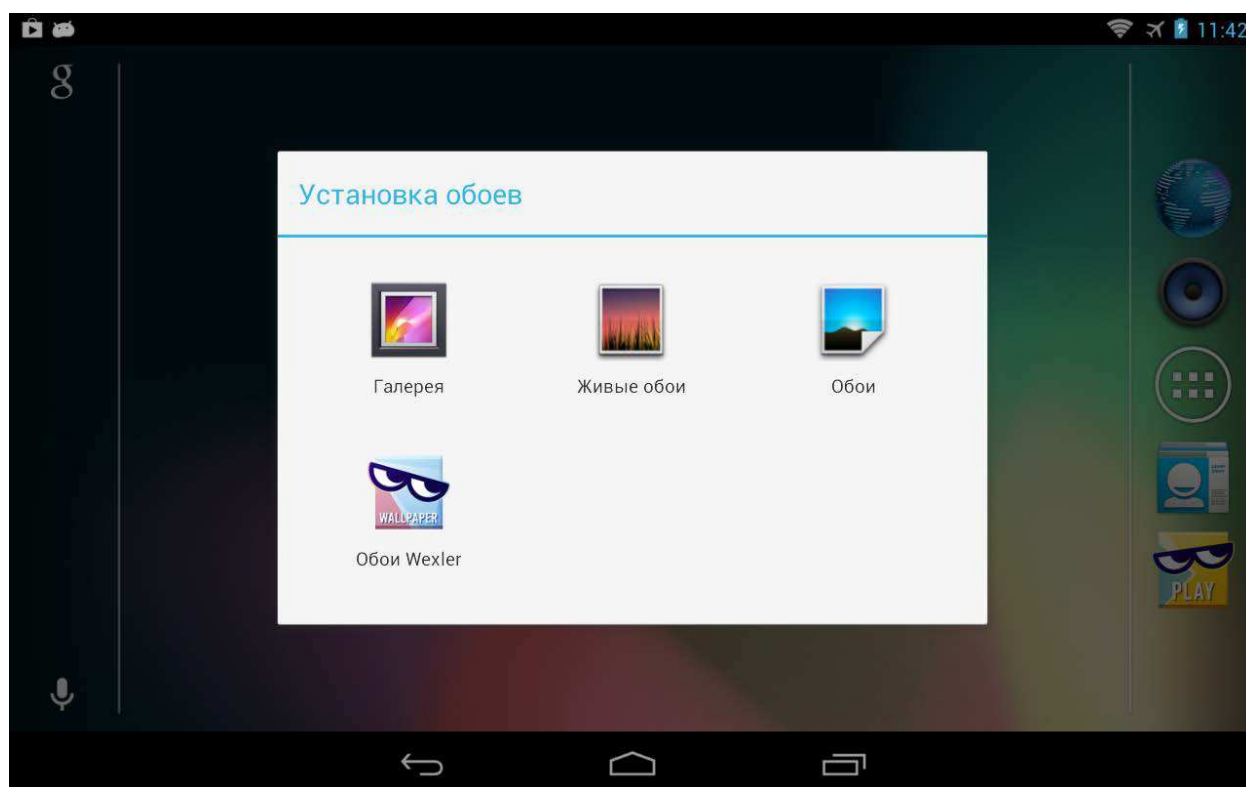 11:42
g
Установка обоев
Галерея
Живые обои
Обои
WALLPAPER
Обои Wexler
PLAY